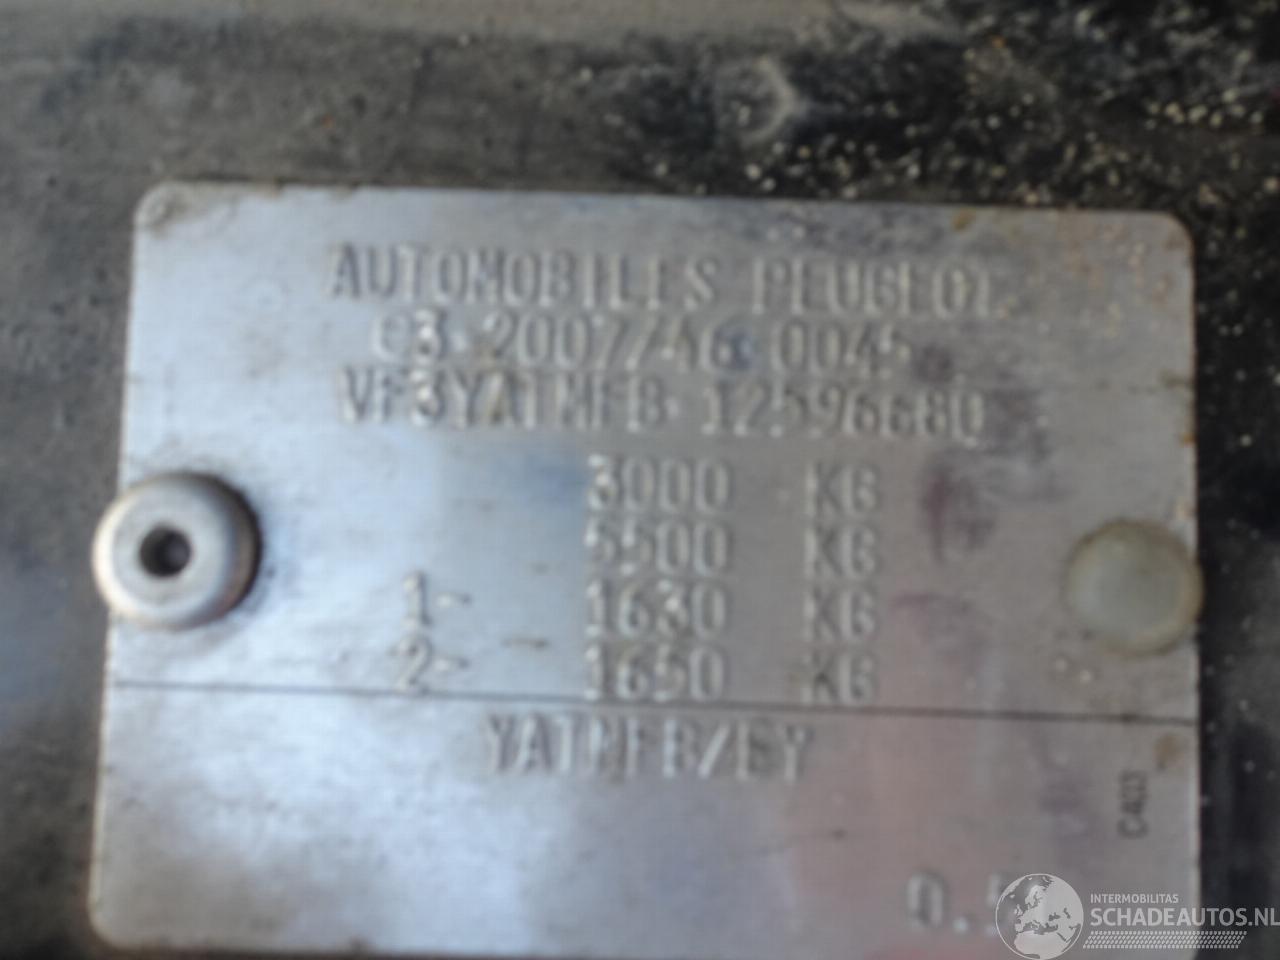 AUTOMOBILES PEUGEOT
e3*2007/46*0045
VF3YATMFB*12596680
3000 KG
5500 KG
1- 1630 KG
2- 1650 KG
YATMFB/EY
C403
INTERMOBILITAS
SCHADEAUTOS.NL